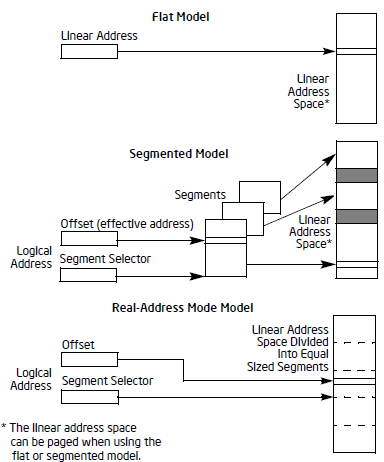 Flat Model
Linear Address
Linear
Address
Space*
Segmented Model
Segments
Offset (effective address)
Logical
Address
Segment Selector
Linear
Address
Space*
Real-Address Mode Model
Linear Address
Space Divided
Into Equal
Sized Segments
Offset
Logical
Address
Segment Selector
* The linear address space
can be paged when using the
flat or segmented model.